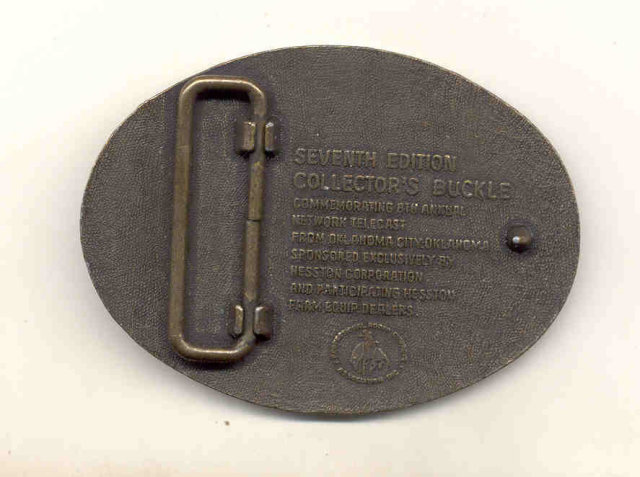 SEVENTH EDITION
COLLECTOR'S BUCKLE
COMMEMORATING 8TH ANNUAL
NETWORK TELECAST
FROM OKLAHOMA CITY, OKLAHOMA
SPONSORED EXCLUSIVELY BY
HESSTON CORPORATION
AND PARTICIPATING HESSTON
FARM EQUIP. DEALERS.